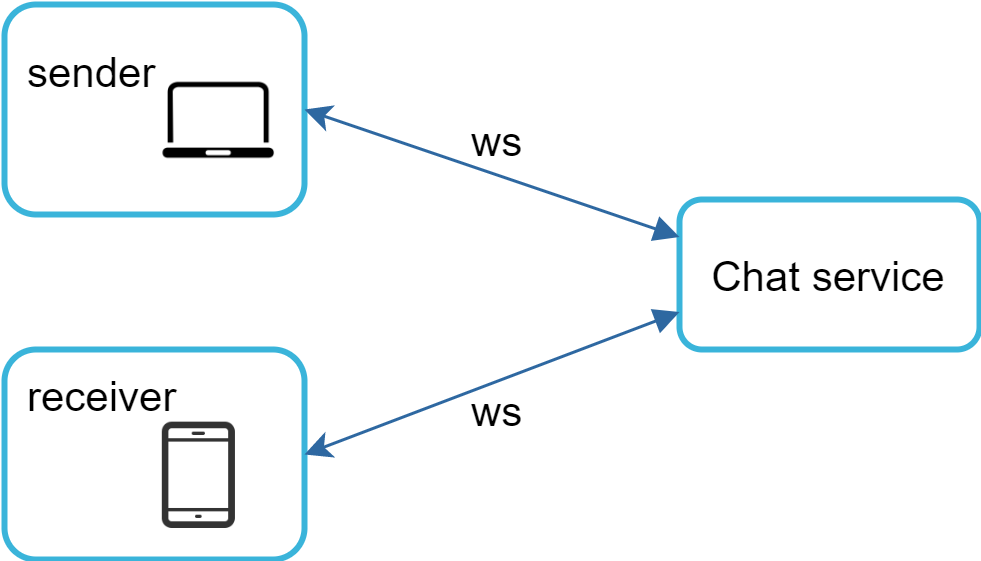 sender
ws
Chat service
receiver
ws